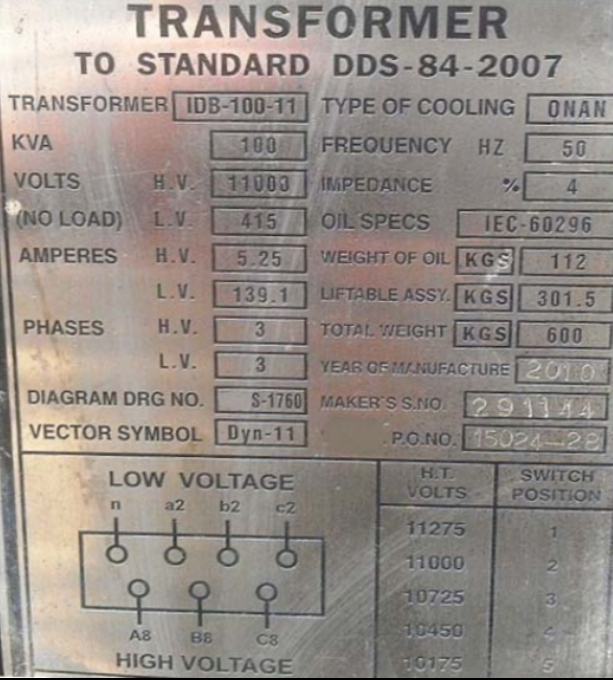 TRANSFORMER
TO STANDARD DDS-84-2007
TRANSFORMER IDB-100-11 TYPE OF COOLING ONAN
KVA 100 FREQUENCY HZ 50
VOLTS H.V. 11000 IMPEDANCE % 4
(NO LOAD) L.V. 415 OIL SPECS IEC-60296
AMPERES H.V. 5.25 WEIGHT OF OIL KGS 112
L.V. 139.1 LIFTABLE ASSY. KGS 301.5
PHASES H.V. 3 TOTAL WEIGHT KGS 600
L.V. 3 YEAR OF MANUFACTURE 2010
DIAGRAM DRG NO. S-1760 MAKER'S S.NO. 291144
VECTOR SYMBOL Dyn-11 P.O.NO. 15024-28
LOW VOLTAGE H.T. VOLTS SWITCH POSITION
n a2 b2 c2
11275 1
11000 2
10725 3
A8 B8 C8 10450 4
HIGH VOLTAGE 10175 5